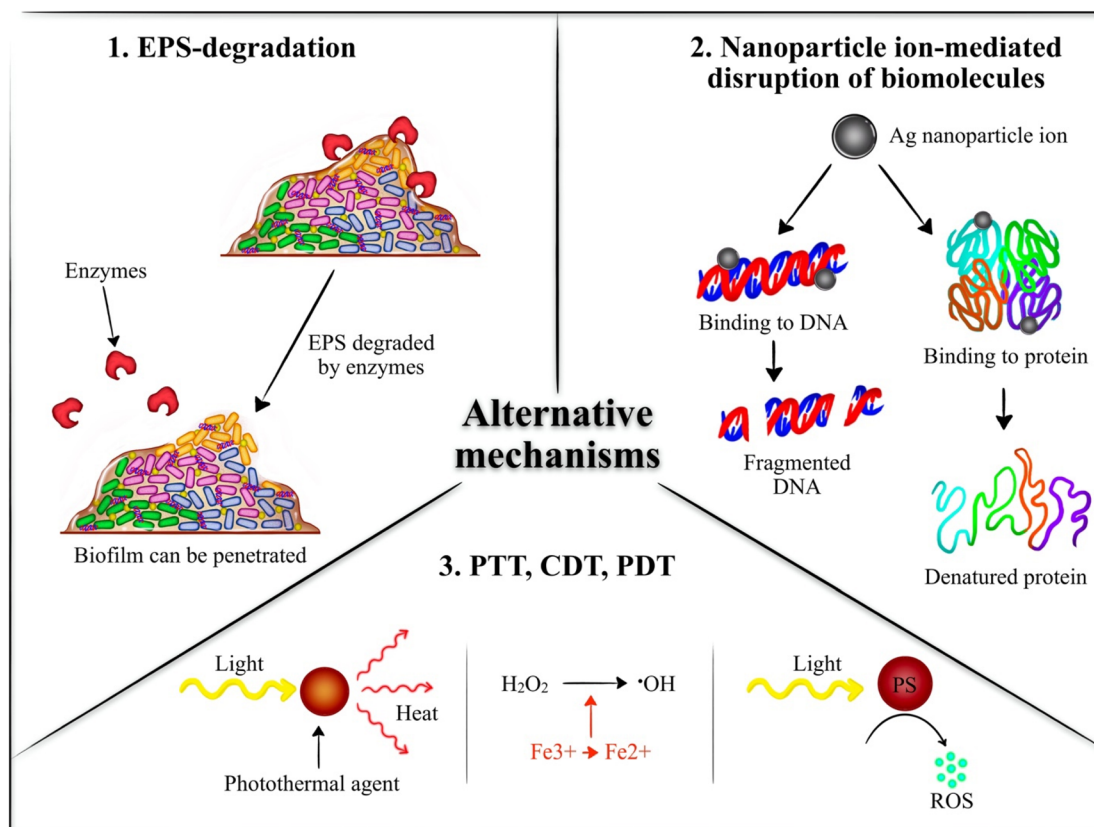 1. EPS-degradation
Enzymes
EPS degraded
by enzymes
Biofilm can be penetrated
2. Nanoparticle ion-mediated
disruption of biomolecules
Ag nanoparticle ion
Binding to DNA
Binding to protein
Fragmented
DNA
Denatured protein
Alternative
mechanisms
3. PTT, CDT, PDT
Light
Heat
Photothermal agent
H₂O₂ → •OH
Fe3+ → Fe2+
Light
PS
ROS